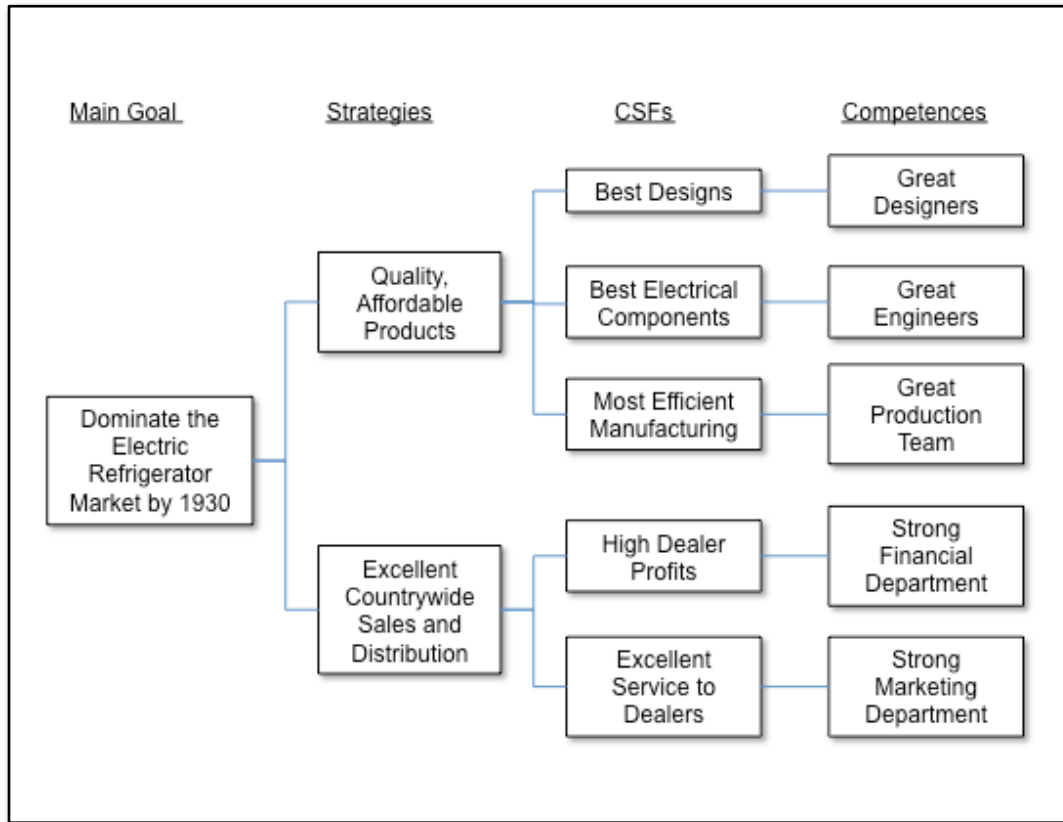 Main Goal
Strategies
CSFs
Competences
Best Designs
Great
Designers
Quality,
Affordable
Products
Best Electrical
Components
Great
Engineers
Most Efficient
Manufacturing
Great
Production
Team
Dominate the
Electric
Refrigerator
Market by 1930
Excellent
Countrywide
Sales and
Distribution
High Dealer
Profits
Strong
Financial
Department
Excellent
Service to
Dealers
Strong
Marketing
Department